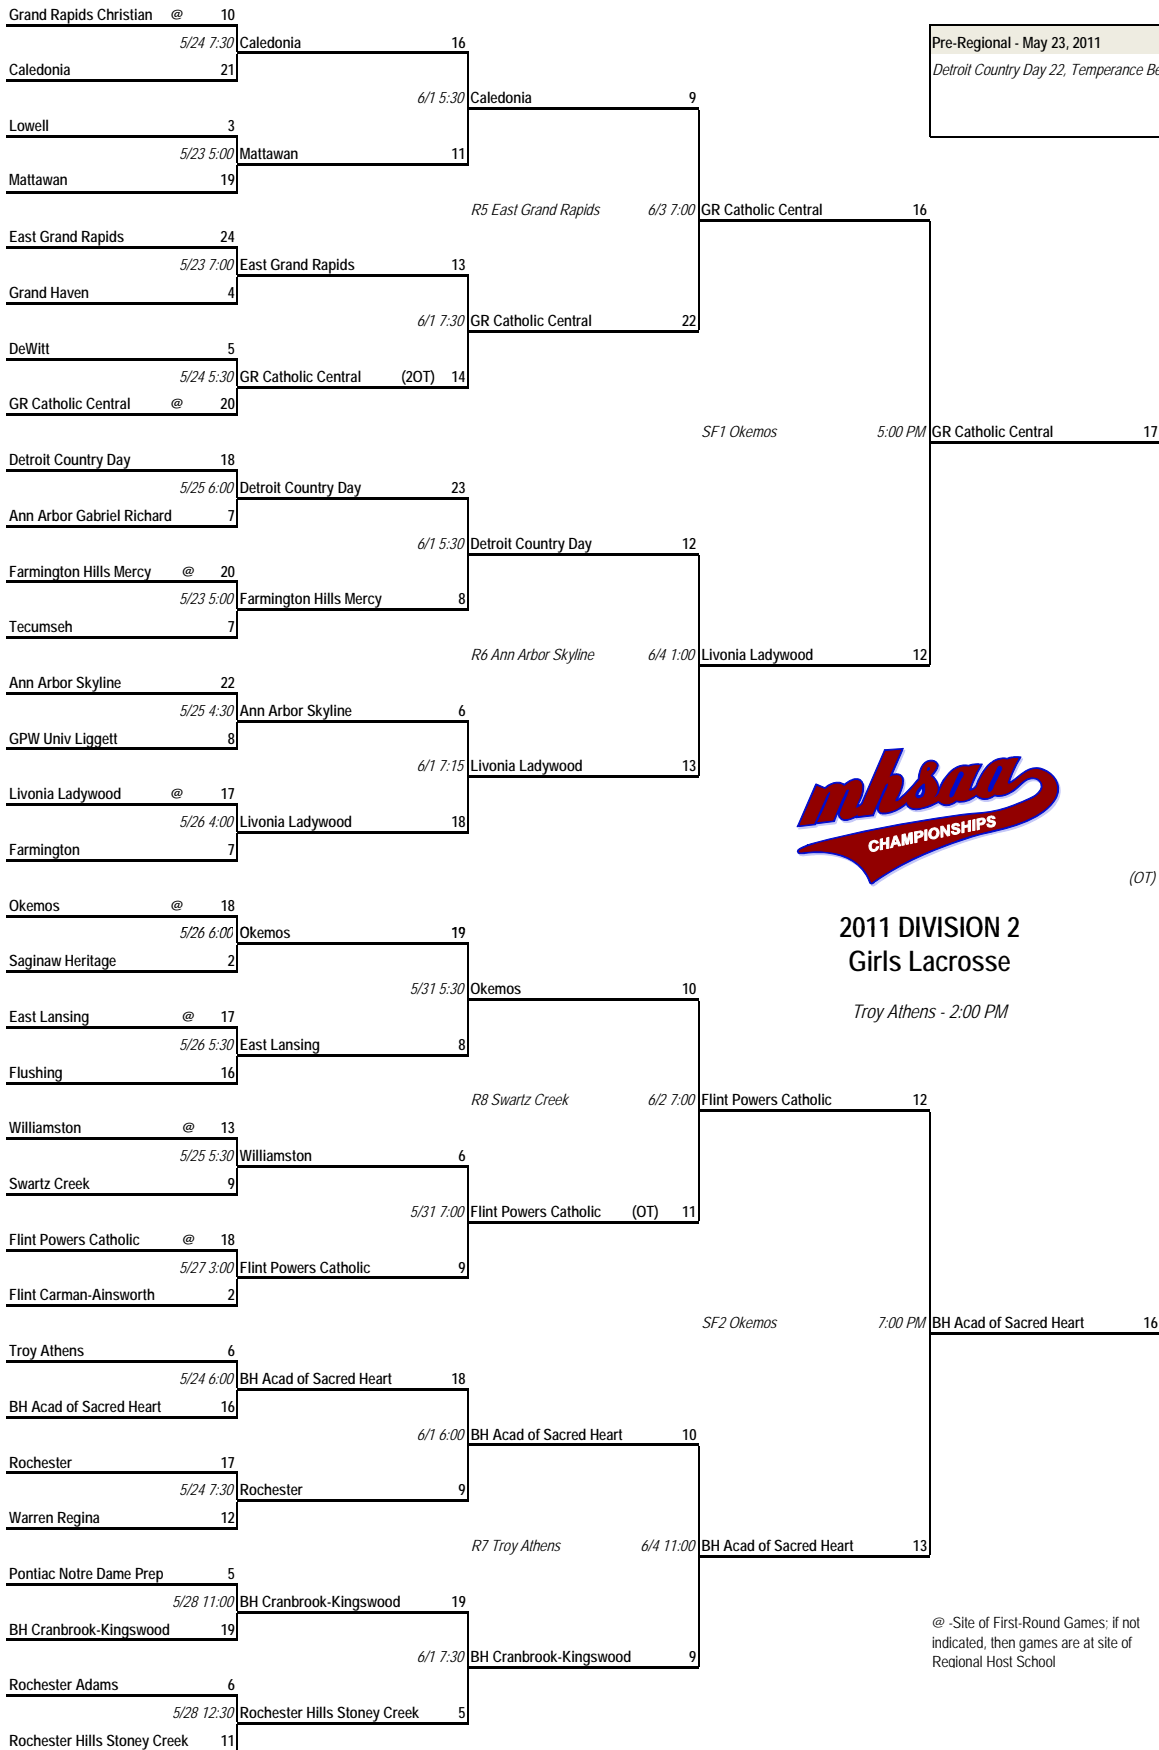 Grand Rapids Christian @ 10
5/24 7:30 Caledonia 16
Pre-Regional - May 23, 2011
Caledonia 21
Detroit Country Day 22, Temperance Be
6/1 5:30 Caledonia 9
Lowell 3
5/23 5:00 Mattawan 11
Mattawan 19
R5 East Grand Rapids 6/3 7:00 GR Catholic Central 16
East Grand Rapids 24
5/23 7:00 East Grand Rapids 13
Grand Haven 4
6/1 7:30 GR Catholic Central 22
DeWitt 5
5/24 5:30 GR Catholic Central (2OT) 14
GR Catholic Central @ 20
SF1 Okemos 5:00 PM GR Catholic Central 17
Detroit Country Day 18
5/25 6:00 Detroit Country Day 23
Ann Arbor Gabriel Richard 7
6/1 5:30 Detroit Country Day 12
Farmington Hills Mercy @ 20
5/23 5:00 Farmington Hills Mercy 8
Tecumseh 7
R6 Ann Arbor Skyline 6/4 1:00 Livonia Ladywood 12
Ann Arbor Skyline 22
5/25 4:30 Ann Arbor Skyline 6
GPW Univ Liggett 8
6/1 7:15 Livonia Ladywood 13
Livonia Ladywood @ 17
5/26 4:00 Livonia Ladywood 18
Farmington 7
mhsaa
CHAMPIONSHIPS
(OT)
Okemos @ 18
5/26 6:00 Okemos 19
2011 DIVISION 2
Saginaw Heritage 2
Girls Lacrosse
5/31 5:30 Okemos 10
East Lansing @ 17
Troy Athens - 2:00 PM
5/26 5:30 East Lansing 8
Flushing 16
R8 Swartz Creek 6/2 7:00 Flint Powers Catholic 12
Williamston @ 13
5/25 5:30 Williamston 6
Swartz Creek 9
5/31 7:00 Flint Powers Catholic (OT) 11
Flint Powers Catholic @ 18
5/27 3:00 Flint Powers Catholic 9
Flint Carman-Ainsworth 2
SF2 Okemos 7:00 PM BH Acad of Sacred Heart 16
Troy Athens 6
5/24 6:00 BH Acad of Sacred Heart 18
BH Acad of Sacred Heart 16
6/1 6:00 BH Acad of Sacred Heart 10
Rochester 17
5/24 7:30 Rochester 9
Warren Regina 12
R7 Troy Athens 6/4 11:00 BH Acad of Sacred Heart 13
Pontiac Notre Dame Prep 5
5/28 11:00 BH Cranbrook-Kingswood 19
BH Cranbrook-Kingswood 19
@ -Site of First-Round Games; if not
indicated, then games are at site of
Regional Host School
6/1 7:30 BH Cranbrook-Kingswood 9
Rochester Adams 6
5/28 12:30 Rochester Hills Stoney Creek 5
Rochester Hills Stoney Creek 11